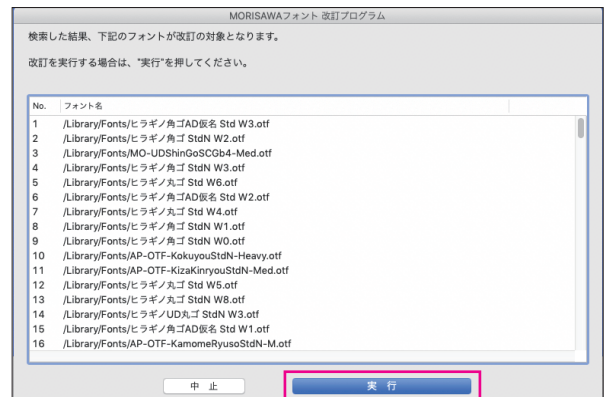 MORISAWAフォント 改訂プログラム
検索した結果、下記のフォントが改訂の対象となります。
改訂を実行する場合は、"実行"を押してください。
No. フォント名
1 /Library/Fonts/ヒラギノ角ゴAD仮名 Std W3.otf
2 /Library/Fonts/ヒラギノ角ゴ StdN W2.otf
3 /Library/Fonts/MO-UDShinGoSCGb4-Med.otf
4 /Library/Fonts/ヒラギノ角ゴ StdN W3.otf
5 /Library/Fonts/ヒラギノ丸ゴ Std W6.otf
6 /Library/Fonts/ヒラギノ角ゴAD仮名 Std W2.otf
7 /Library/Fonts/ヒラギノ丸ゴ Std W4.otf
8 /Library/Fonts/ヒラギノ角ゴ StdN W1.otf
9 /Library/Fonts/ヒラギノ角ゴ StdN W0.otf
10 /Library/Fonts/AP-OTF-KokuyouStdN-Heavy.otf
11 /Library/Fonts/AP-OTF-KizaKinryouStdN-Med.otf
12 /Library/Fonts/ヒラギノ丸ゴ Std W5.otf
13 /Library/Fonts/ヒラギノ丸ゴ StdN W8.otf
14 /Library/Fonts/ヒラギノUD丸ゴ StdN W3.otf
15 /Library/Fonts/ヒラギノ角ゴAD仮名 Std W1.otf
16 /Library/Fonts/AP-OTF-KamomeRyusoStdN-M.otf
中 止
実 行